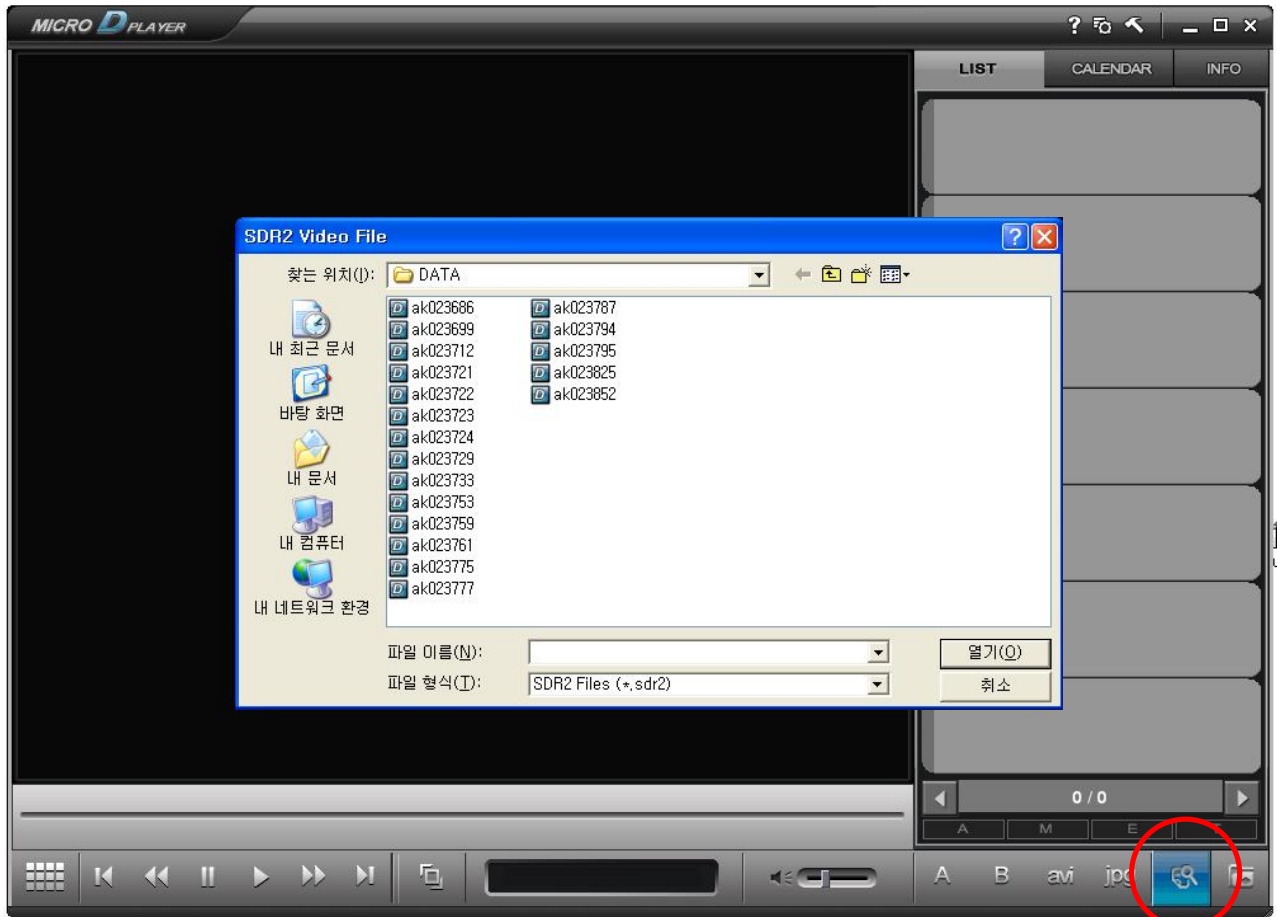 MICRO D PLAYER
?
LIST CALENDAR INFO
SDR2 Video File
찾는 위치(I): DATA
내 최근 문서
바탕 화면
내 문서
내 컴퓨터
내 네트워크 환경
ak023686 ak023787
ak023699 ak023794
ak023712 ak023795
ak023721 ak023825
ak023722 ak023852
ak023723
ak023724
ak023729
ak023733
ak023753
ak023759
ak023761
ak023775
ak023777
파일 이름(N): 열기(O)
파일 형식(T): SDR2 Files (*.sdr2) 취소
0 / 0
A M E T
A B avi jpg